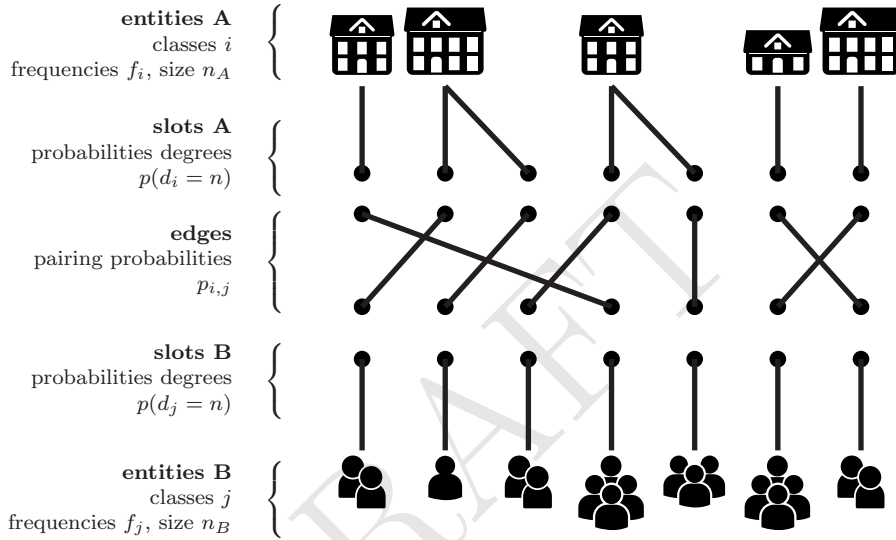 entities A
classes i
frequencies f_i, size n_A
slots A
probabilities degrees
p(d_i = n)
edges
pairing probabilities
p_{i,j}
slots B
probabilities degrees
p(d_j = n)
entities B
classes j
frequencies f_j, size n_B
RAFT